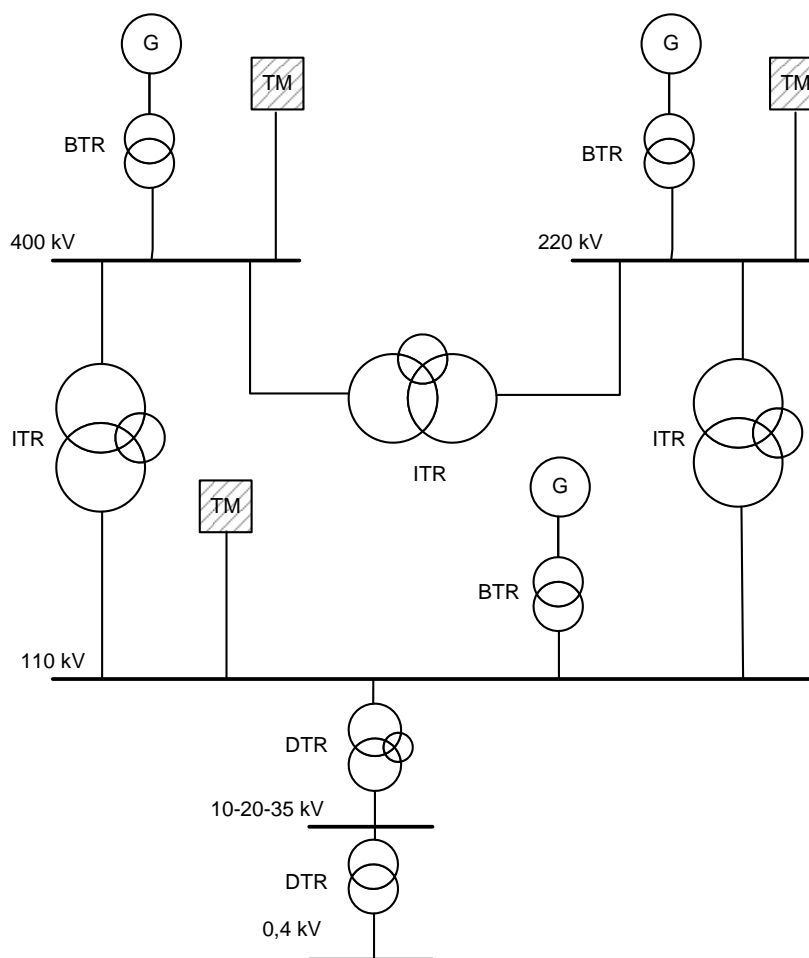 G
G
TM
TM
BTR
BTR
400 kV
220 kV
ITR
ITR
ITR
G
TM
BTR
110 kV
DTR
10-20-35 kV
DTR
0,4 kV